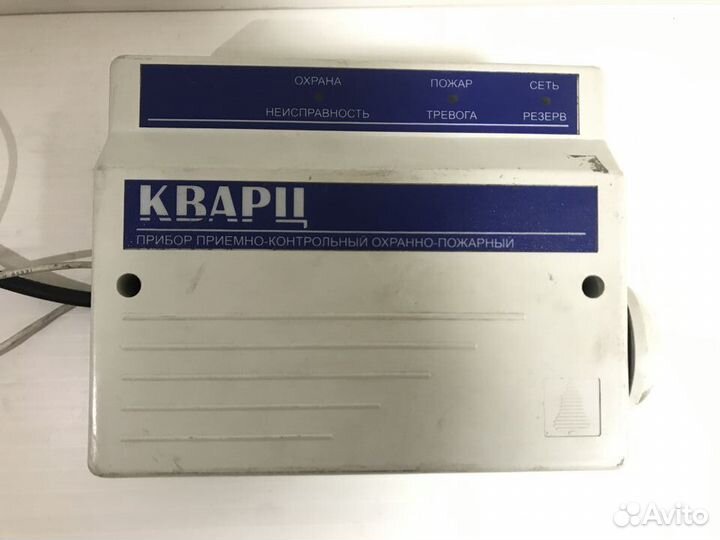 ОХРАНА ПОЖАР СЕТЬ
НЕИСПРАВНОСТЬ ТРЕВОГА РЕЗЕРВ
КВАРЦ
ПРИБОР ПРИЕМНО-КОНТРОЛЬНЫЙ ОХРАННО-ПОЖАРНЫЙ
Avito